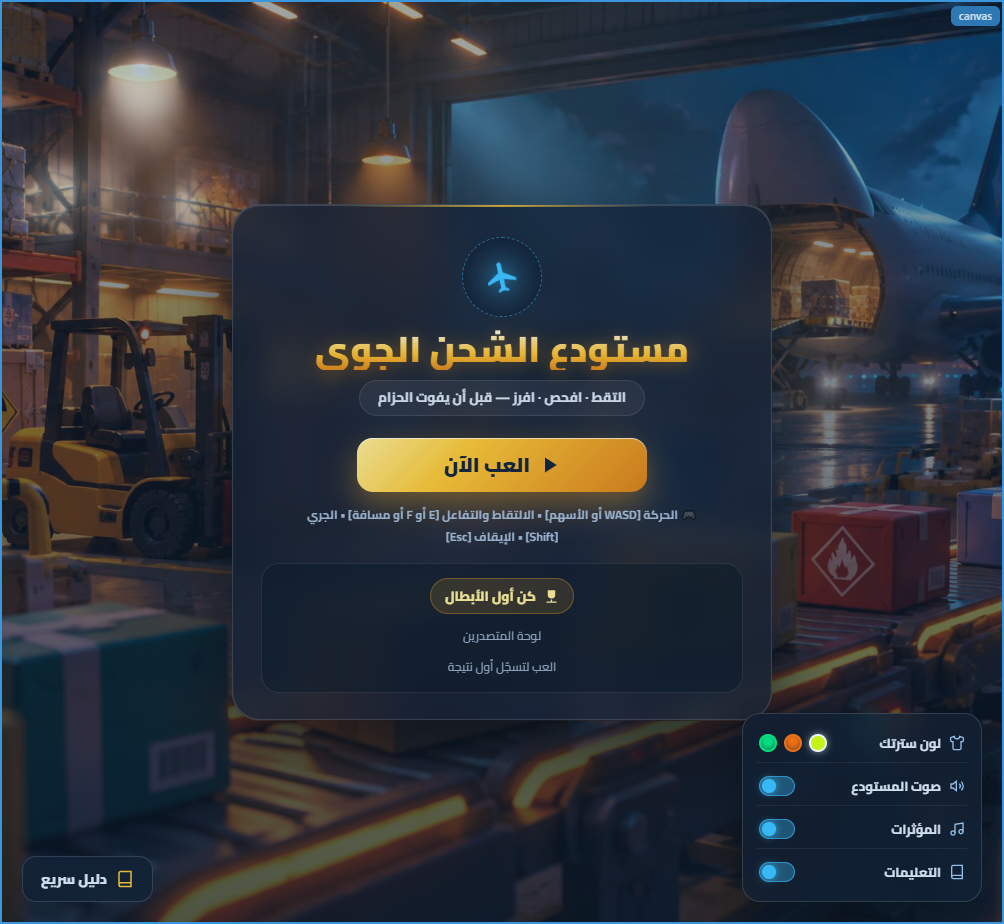 canvas
مستودع الشحن الجوي
التقط · افحص · افرز — قبل أن يفوت الحزام
العب الآن
🎮 الحركة [WASD أو الأسهم] • الالتقاط والتفاعل [E أو F أو مسافة] • الجري
[Shift] • الإيقاف [Esc]
كن أول الأبطال
لوحة المتصدرين
العب لتسجّل أول نتيجة
لون سترتك
صوت المستودع
المؤثرات
التعليمات
دليل سريع